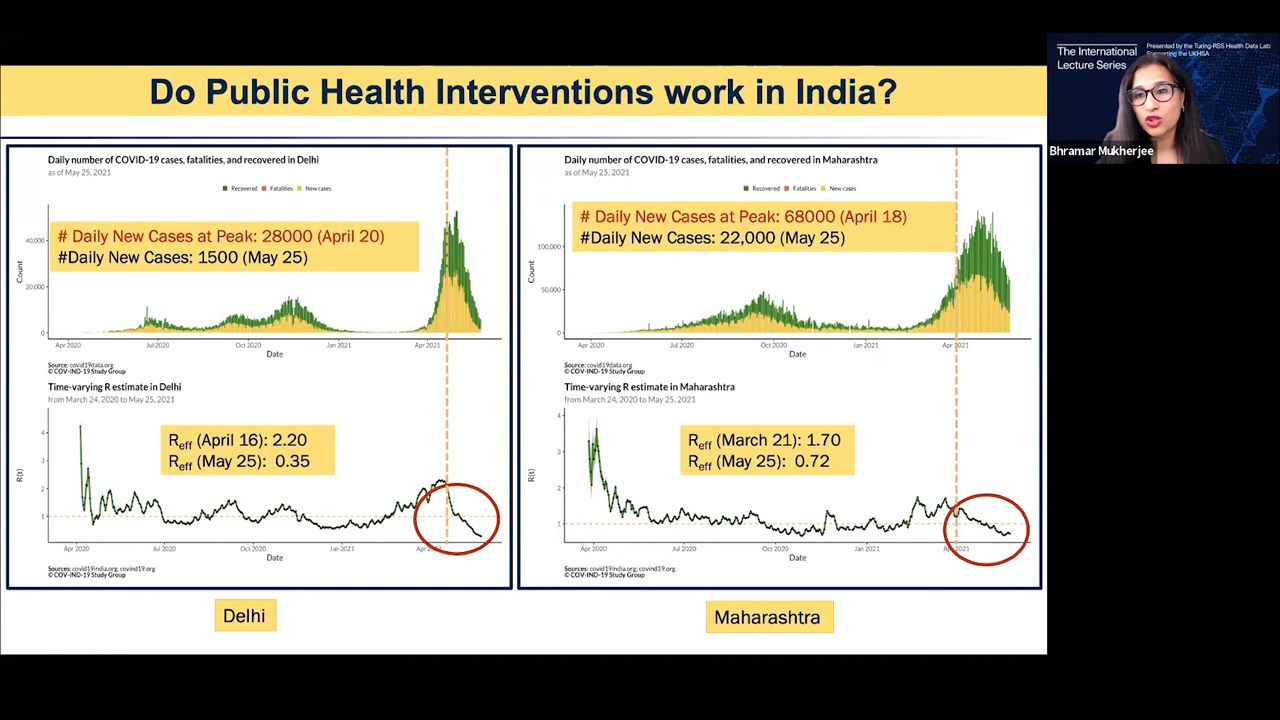 Do Public Health Interventions work in India?
The International
Lecture Series
Presented by the Turing-RSS Health Data Lab:
Supporting the UKHSA
Bhramar Mukherjee
Daily number of COVID-19 cases, fatalities, and recovered in Delhi
as of May 25, 2021
Recovered Fatalities New cases
# Daily New Cases at Peak: 28000 (April 20)
#Daily New Cases: 1500 (May 25)
Count
40,000
20,000
0
Apr 2020 Jul 2020 Oct 2020 Jan 2021 Apr 2021
Date
Source: covid19data.org
© COV-IND-19 Study Group
Time-varying R estimate in Delhi
from March 24, 2020 to May 25, 2021
Reff (April 16): 2.20
Reff (May 25): 0.35
R(t)
4
3
2
1
Apr 2020 Jul 2020 Oct 2020 Jan 2021 Apr 2021
Date
Sources: covid19india.org; covind19.org
© COV-IND-19 Study Group
Delhi
Daily number of COVID-19 cases, fatalities, and recovered in Maharashtra
as of May 25, 2021
Recovered Fatalities New cases
# Daily New Cases at Peak: 68000 (April 18)
#Daily New Cases: 22,000 (May 25)
Count
100,000
50,000
0
Apr 2020 Jul 2020 Oct 2020 Jan 2021 Apr 2021
Date
Source: covid19data.org
© COV-IND-19 Study Group
Time-varying R estimate in Maharashtra
from March 24, 2020 to May 25, 2021
Reff (March 21): 1.70
Reff (May 25): 0.72
R(t)
4
3
2
1
Apr 2020 Jul 2020 Oct 2020 Jan 2021 Apr 2021
Date
Sources: covid19india.org; covind19.org
© COV-IND-19 Study Group
Maharashtra